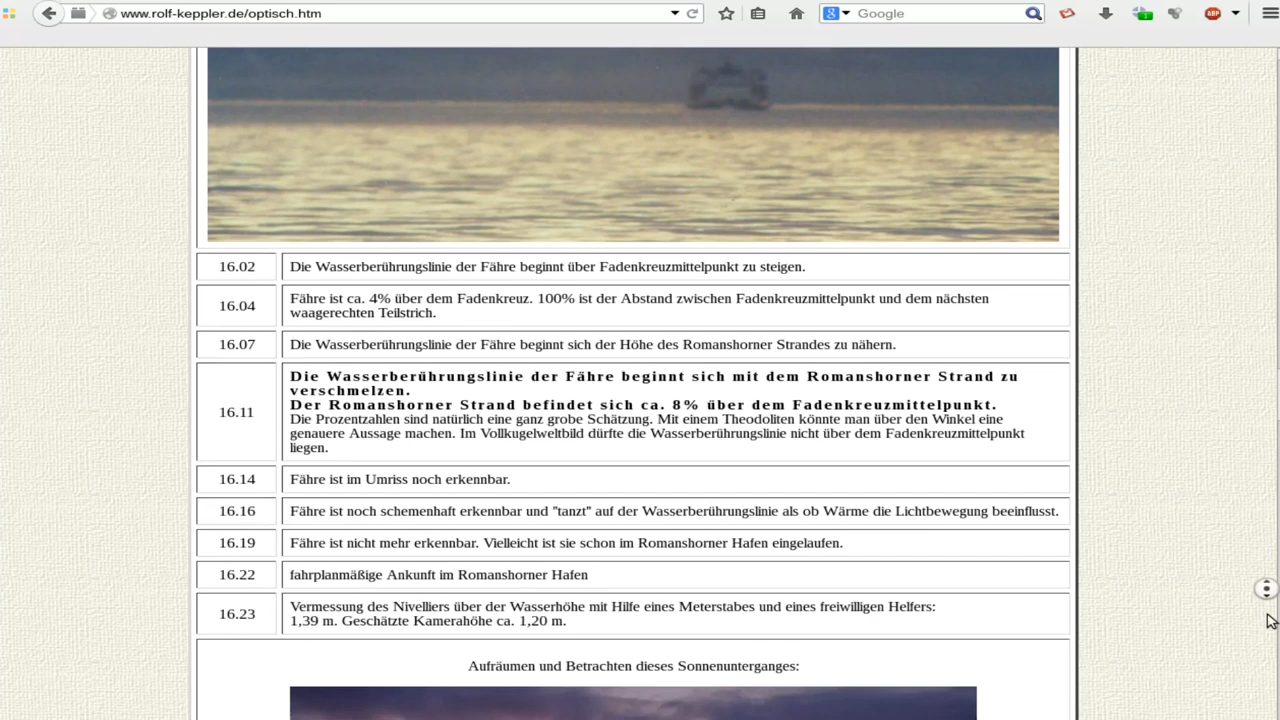 www.rolf-keppler.de/optisch.htm
Google
16.02
Die Wasserberührungslinie der Fähre beginnt über Fadenkreuzmittelpunkt zu steigen.
16.04
Fähre ist ca. 4% über dem Fadenkreuz. 100% ist der Abstand zwischen Fadenkreuzmittelpunkt und dem nächsten
waagerechten Teilstrich.
16.07
Die Wasserberührungslinie der Fähre beginnt sich der Höhe des Romanshorner Strandes zu nähern.
16.11
Die Wasserberührungslinie der Fähre beginnt sich mit dem Romanshorner Strand zu
verschmelzen.
Der Romanshorner Strand befindet sich ca. 8% über dem Fadenkreuzmittelpunkt.
Die Prozentzahlen sind natürlich eine ganz grobe Schätzung. Mit einem Theodoliten könnte man über den Winkel eine
genauere Aussage machen. Im Vollkugelweltbild dürfte die Wasserberührungslinie nicht über dem Fadenkreuzmittelpunkt
liegen.
16.14
Fähre ist im Umriss noch erkennbar.
16.16
Fähre ist noch schemenhaft erkennbar und "tanzt" auf der Wasserberührungslinie als ob Wärme die Lichtbewegung beeinflusst.
16.19
Fähre ist nicht mehr erkennbar. Vielleicht ist sie schon im Romanshorner Hafen eingelaufen.
16.22
fahrplanmäßige Ankunft im Romanshorner Hafen
16.23
Vermessung des Nivelliers über der Wasserhöhe mit Hilfe eines Meterstabes und eines freiwilligen Helfers:
1,39 m. Geschätzte Kamerahöhe ca. 1,20 m.
Aufräumen und Betrachten dieses Sonnenunterganges:
8
1
ABP